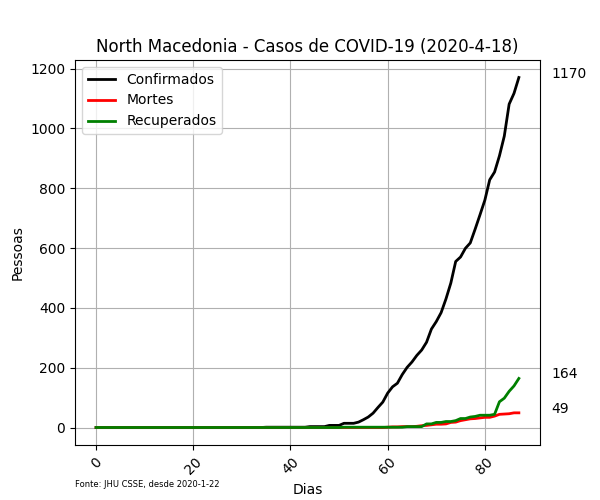 North Macedonia - Casos de COVID-19 (2020-4-18)
Confirmados
Mortes
Recuperados
1200
1000
800
600
400
200
0
Pessoas
1170
164
49
0
20
40
60
80
Dias
Fonte: JHU CSSE, desde 2020-1-22